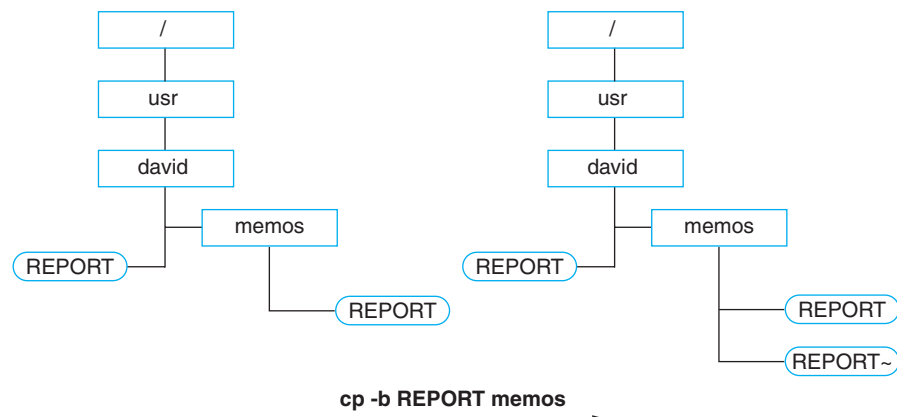 /
usr
david
memos
REPORT
REPORT
/
usr
david
memos
REPORT
REPORT
REPORT~
cp -b REPORT memos